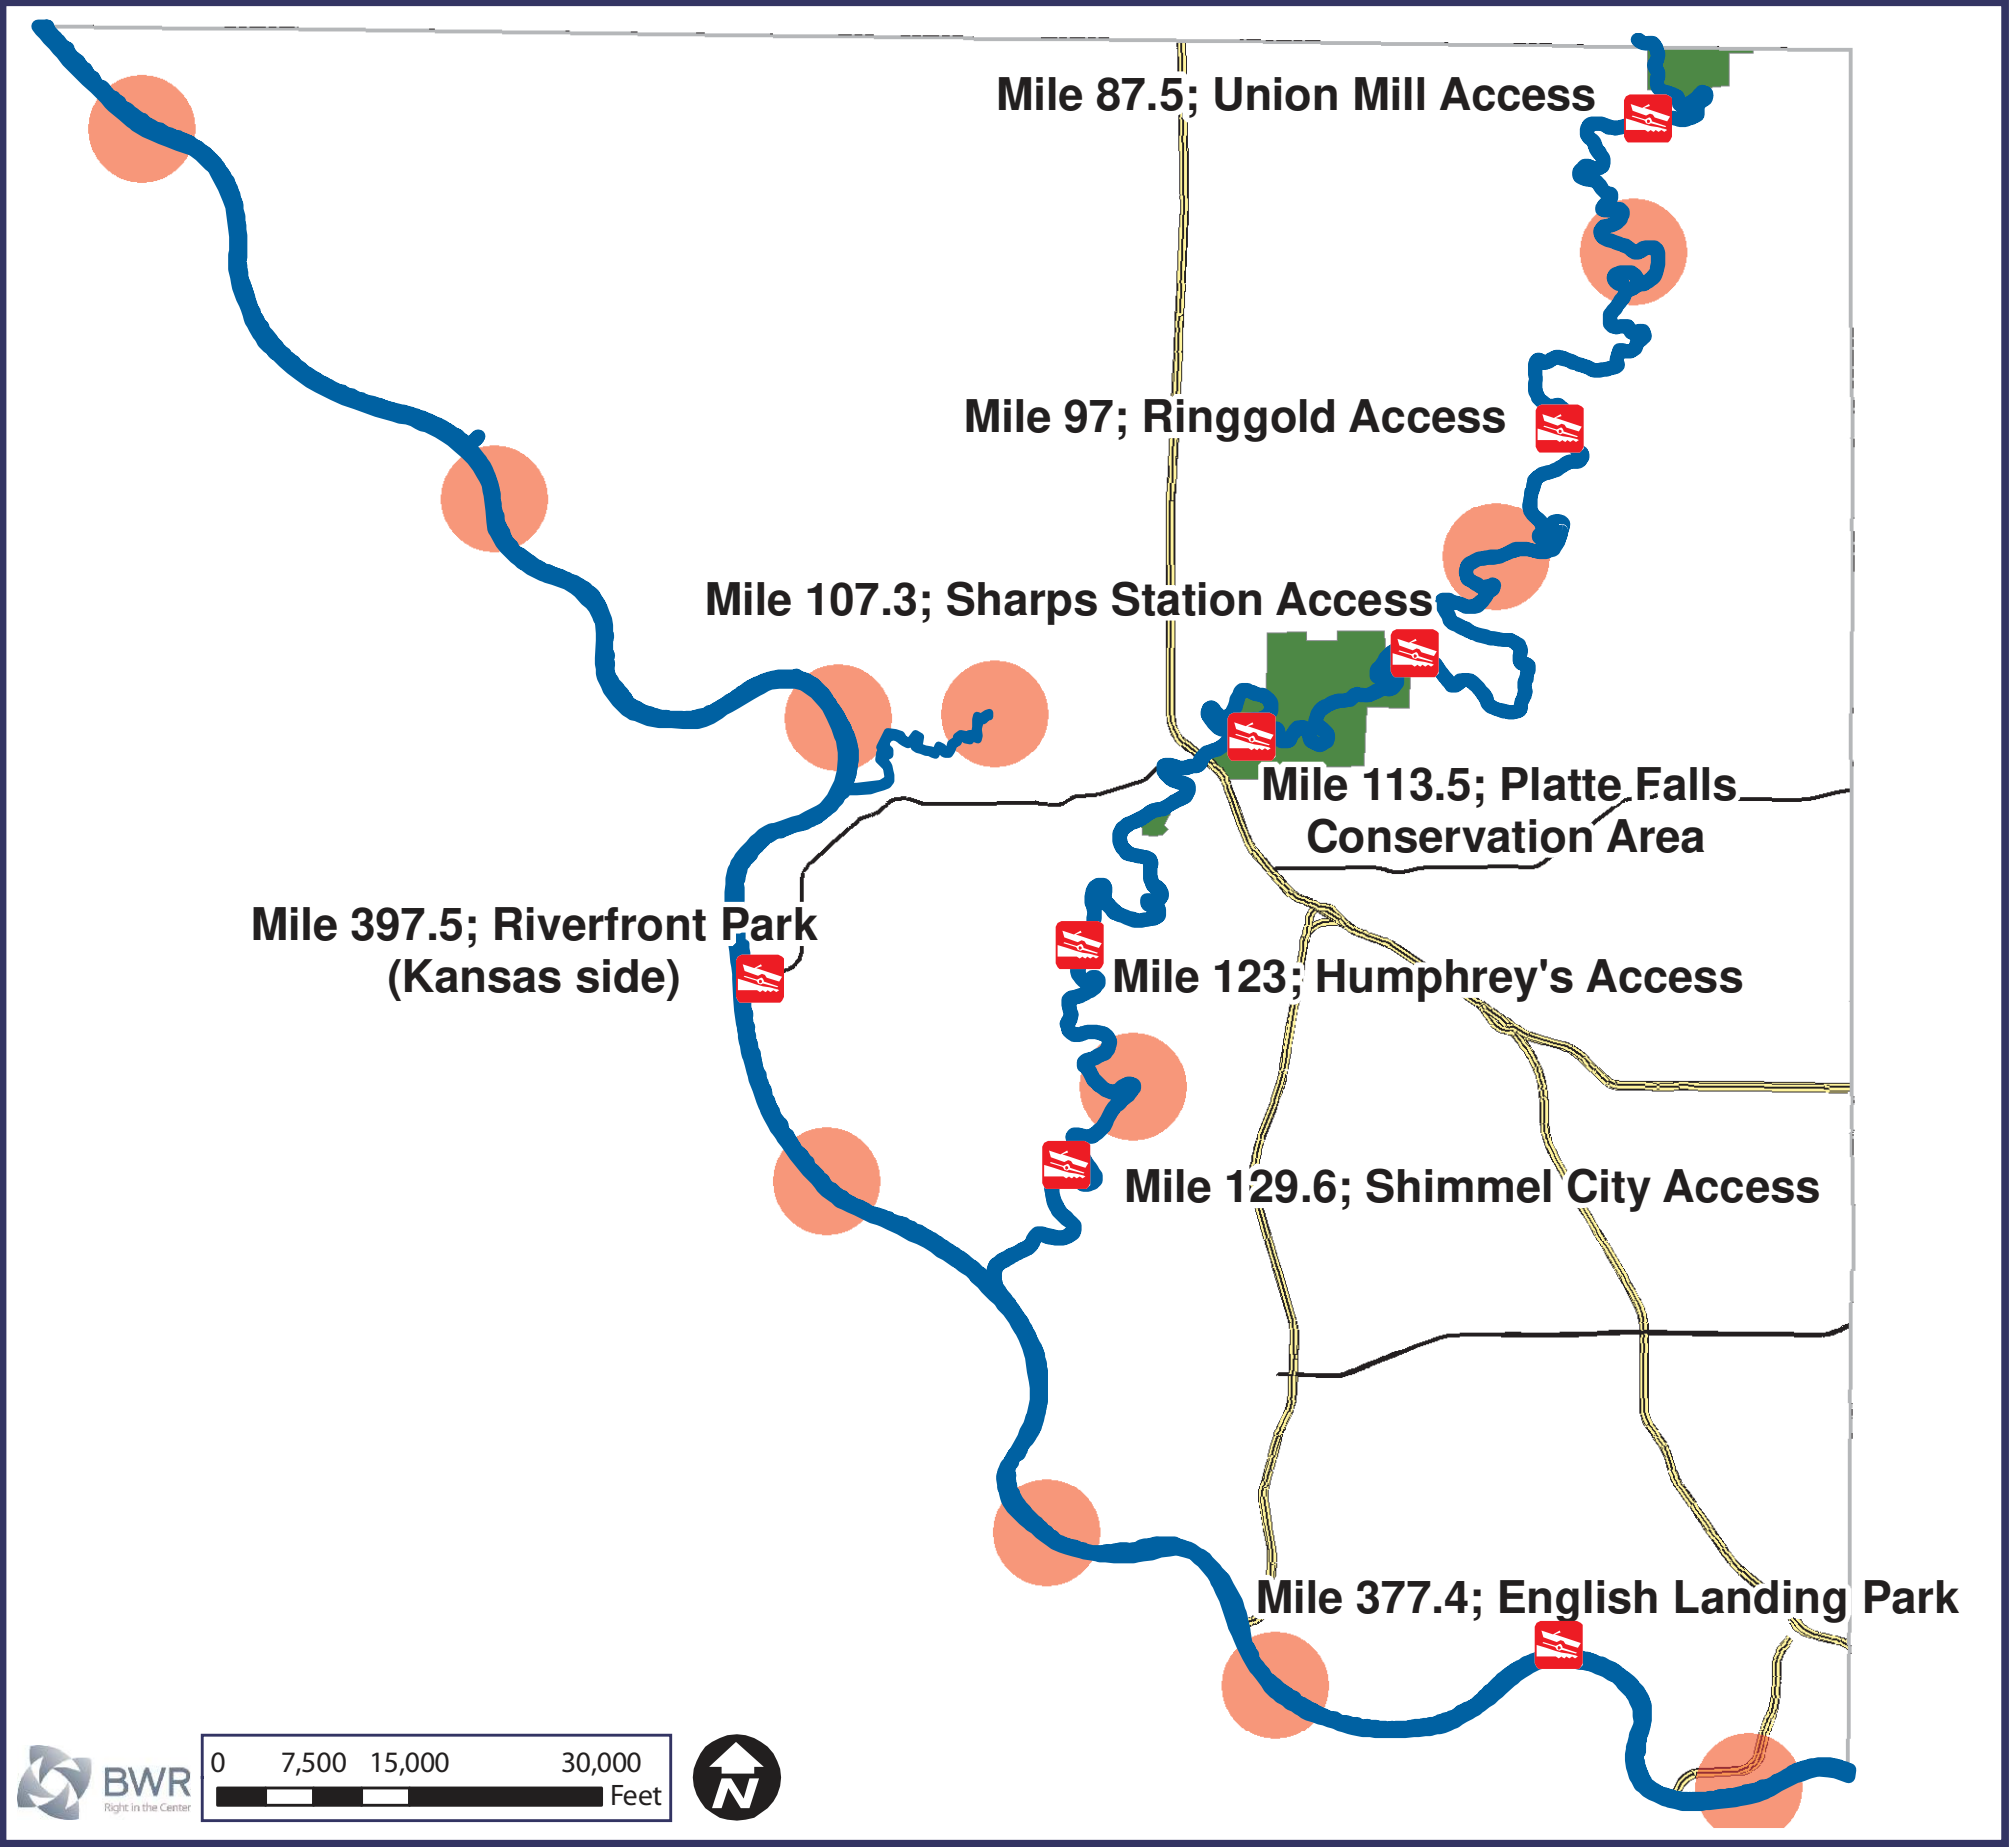 Mile 87.5; Union Mill Access
Mile 97; Ringgold Access
Mile 107.3; Sharps Station Access
Mile 113.5; Platte Falls
Conservation Area
Mile 397.5; Riverfront Park
(Kansas side)
Mile 123; Humphrey's Access
Mile 129.6; Shimmel City Access
Mile 377.4; English Landing Park
BWR
Right in the Center
0 7,500 15,000 30,000
Feet
N